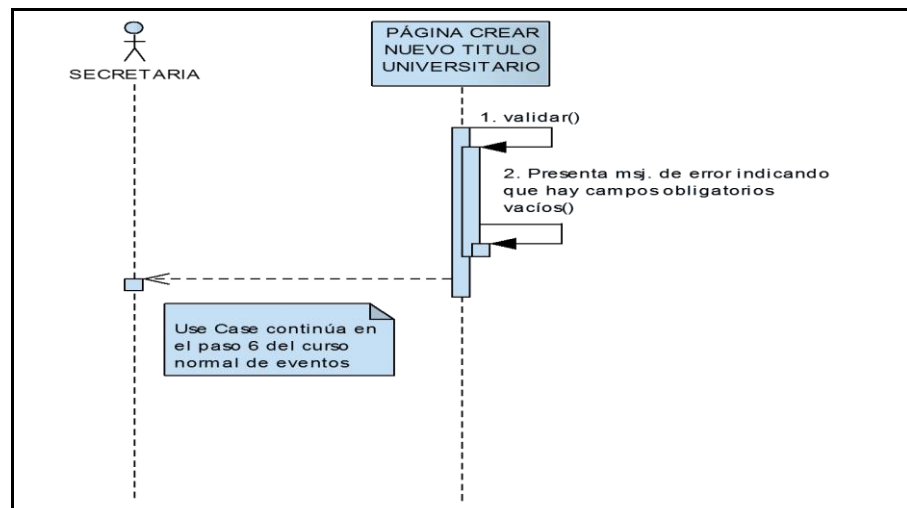 SECRETARIA
PÁGINA CREAR
NUEVO TITULO
UNIVERSITARIO
1. validar()
2. Presenta msj. de error indicando
que hay campos obligatorios
vacíos()
Use Case continúa en
el paso 6 del curso
normal de eventos